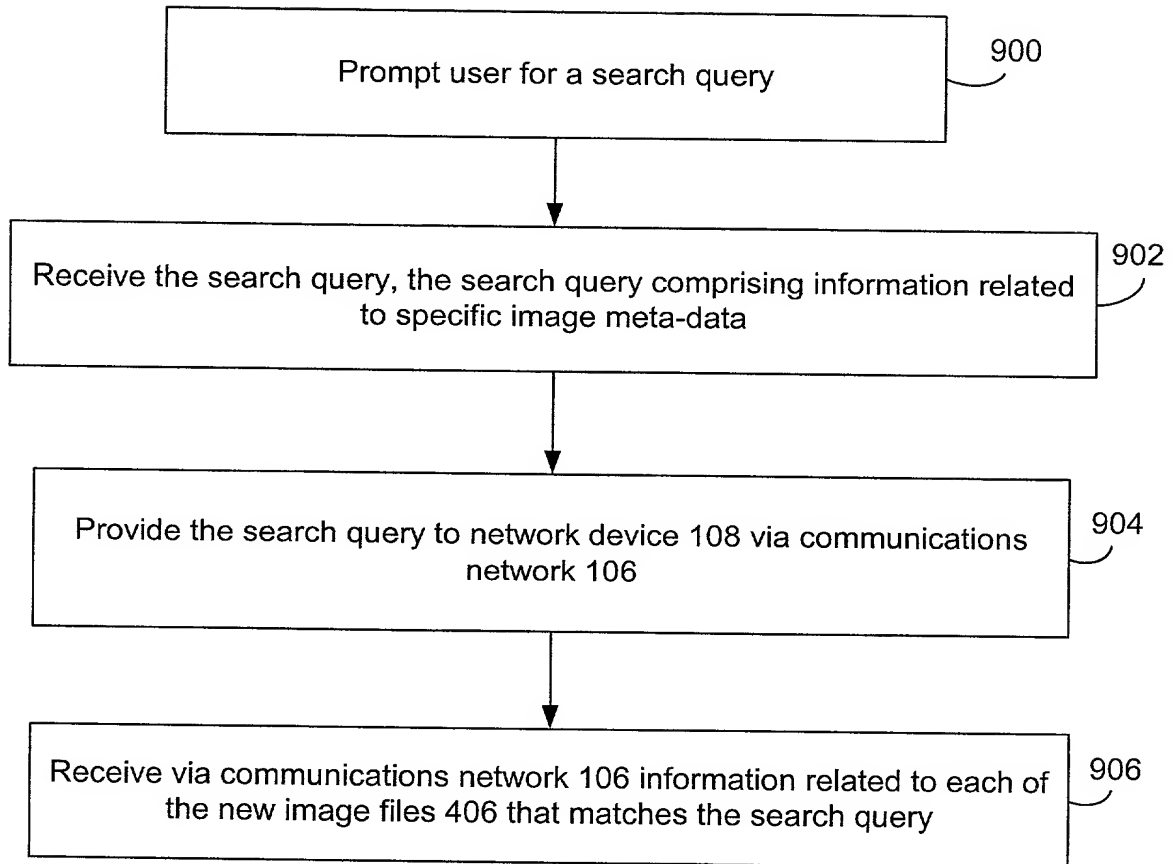 Prompt user for a search query
900
Receive the search query, the search query comprising information related
to specific image meta-data
902
Provide the search query to network device 108 via communications
network 106
904
Receive via communications network 106 information related to each of
the new image files 406 that matches the search query
906